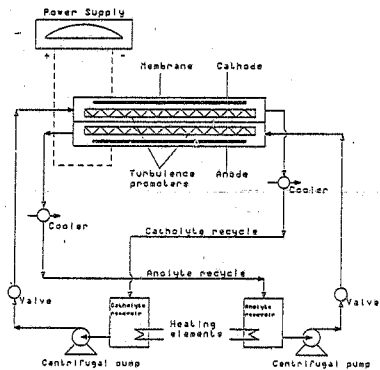 Power Supply
+ -
Membrane Cathode
Turbulence
promoters
Anode
Cooler
Cooler
Catholyte recycle
Anolyte recycle
Valve
Valve
Catholyte
reservoir
Heating
elements
Anolyte
reservoir
Centrifugal pump
Centrifugal pump